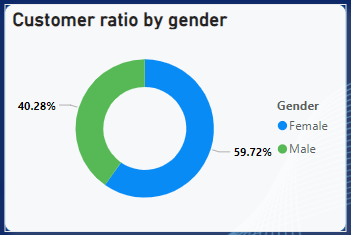 Customer ratio by gender
40.28%
Gender
Female
Male
59.72%